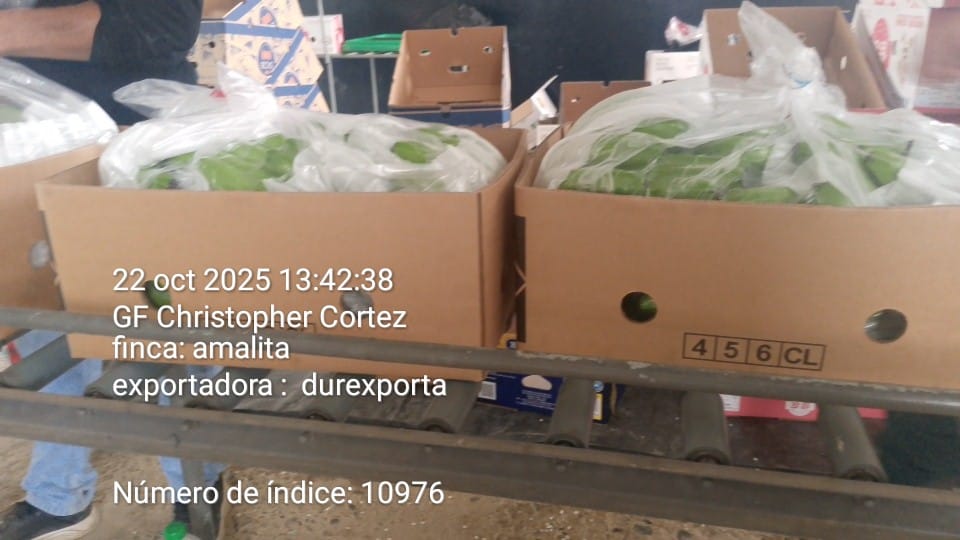 22 oct 2025 13:42:38
GF Christopher Cortez
finca: amalita
exportadora : durexporta
Número de índice: 10976
4 5 6 CL